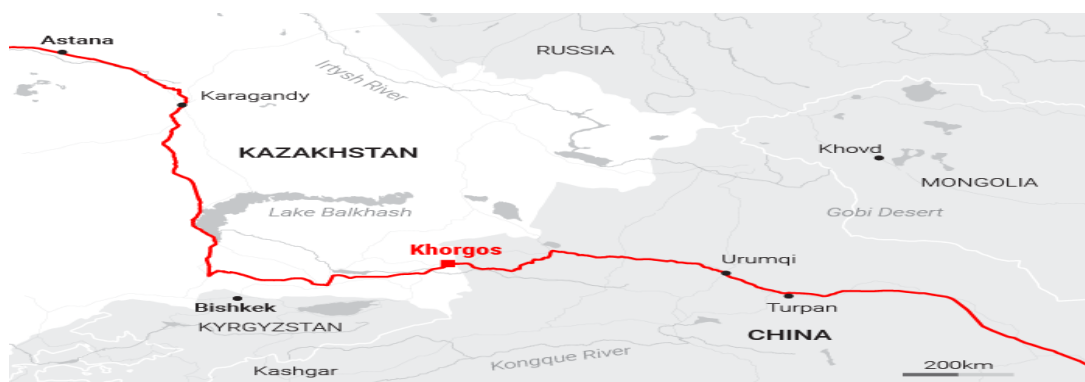 Astana
RUSSIA
Irtysh River
Karagandy
KAZAKHSTAN
Khovd
MONGOLIA
Lake Balkhash
Gobi Desert
Khorgos
Urumqi
Bishkek
Turpan
KYRGYZSTAN
CHINA
Kongque River
Kashgar
200km